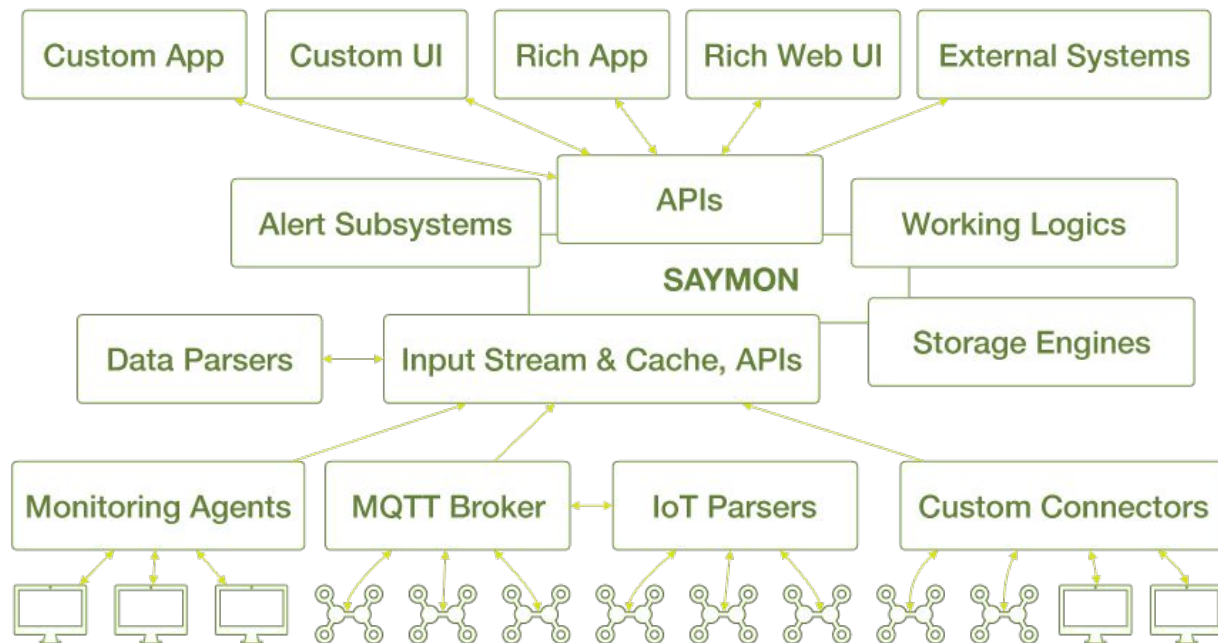 Custom App
Custom UI
Rich App
Rich Web UI
External Systems
APIs
Alert Subsystems
Working Logics
SAYMON
Data Parsers
Input Stream & Cache, APIs
Storage Engines
Monitoring Agents
MQTT Broker
IoT Parsers
Custom Connectors